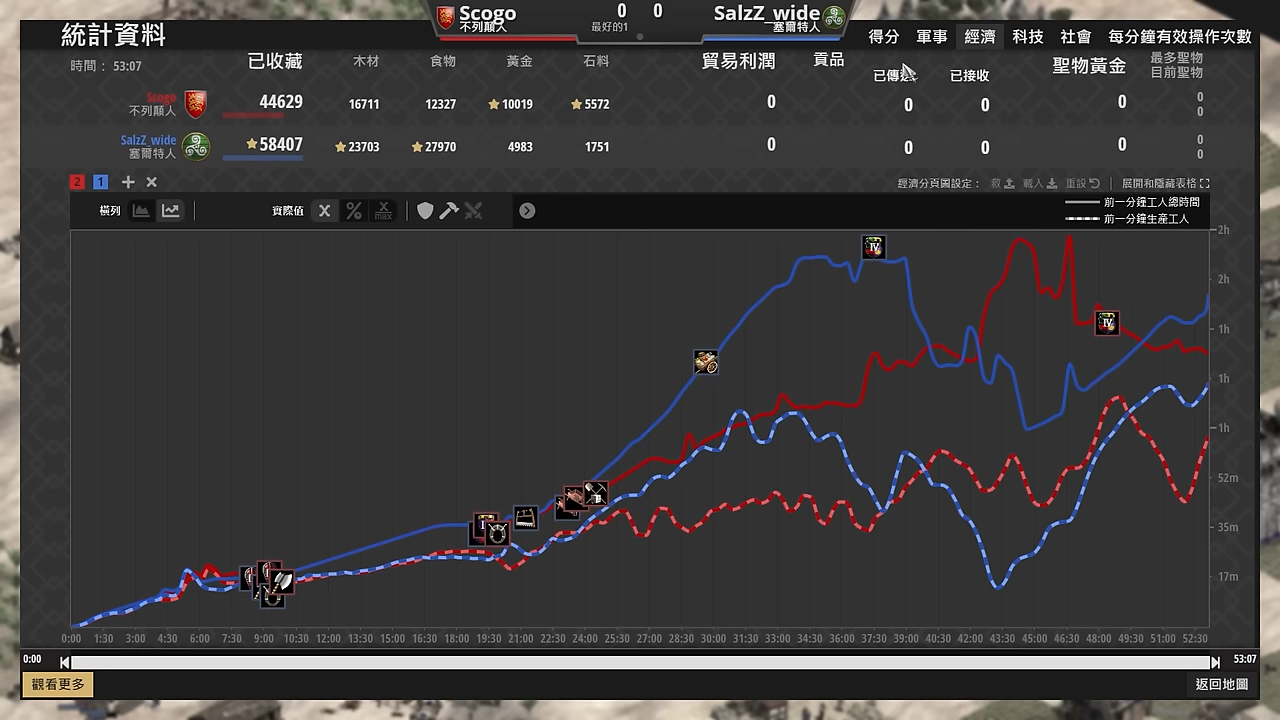 Scogo
不列顛人
0 0
最好的1
SalzZ_wide
塞爾特人
統計資料
得分 軍事 經濟 科技 社會 每分鐘有效操作次數
時間： 53:07
已收藏 木材 食物 黃金 石料 貿易利潤 貢品 聖物黃金 最多聖物
目前聖物
已接收
Scogo
不列顛人
44629 16711 12327 10019 5572 0 0 0 0 0
0
SalzZ_wide
塞爾特人
58407 23703 27970 4983 1751 0 0 0 0 0
0
2 1 + ×
經濟分頁圖設定： 載入 重設 | 展開和隱藏表格
橫列 實際值 X % X max
前一分鐘工人總時間
前一分鐘生產工人
2h
2h
1h
1h
1h
52m
35m
17m
IV
IV
0:00 1:30 3:00 4:30 6:00 7:30 9:00 10:30 12:00 13:30 15:00 16:30 18:00 19:30 21:00 22:30 24:00 25:30 27:00 28:30 30:00 31:30 33:00 34:30 36:00 37:30 39:00 40:30 42:00 43:30 45:00 46:30 48:00 49:30 51:00 52:30
0:00 53:07
觀看更多 返回地圖